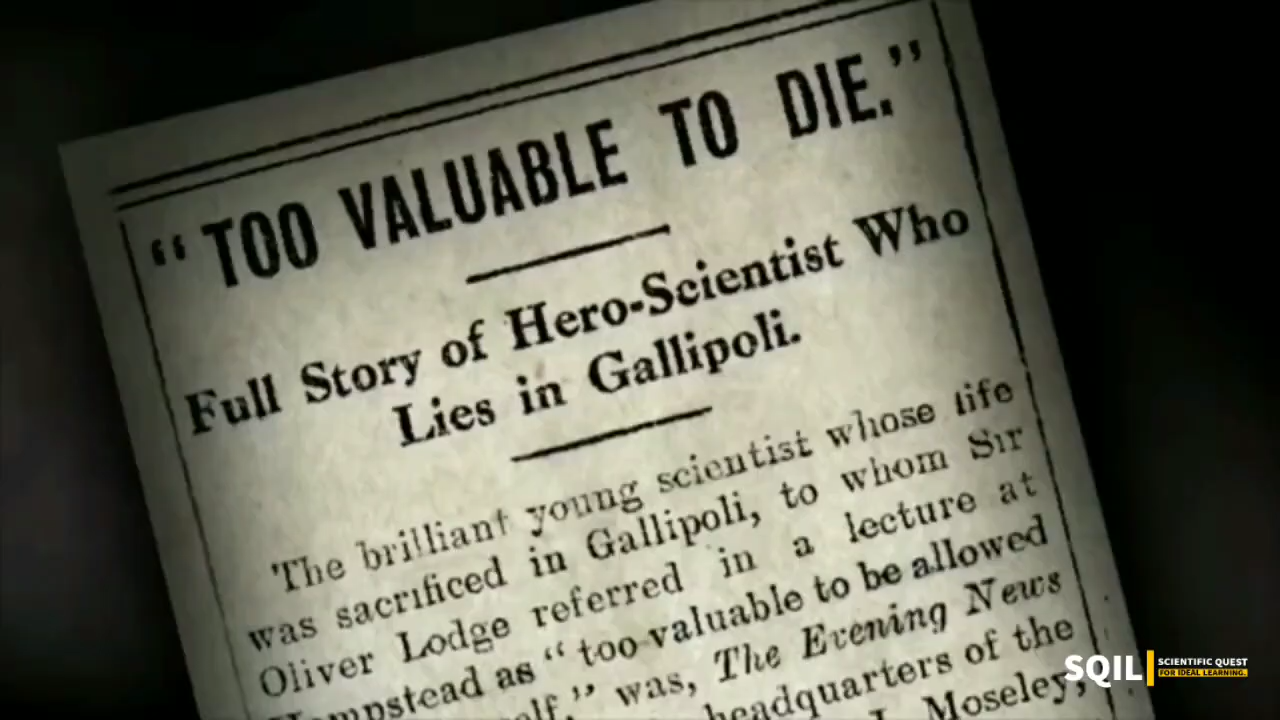 “TOO VALUABLE TO DIE.”
Full Story of Hero-Scientist Who
Lies in Gallipoli.
The brilliant young scientist whose life
was sacrificed in Gallipoli, to whom Sir
Oliver Lodge referred in a lecture at
as “too valuable to be allowed
was, The Evening News
headquarters of the
Moseley,
SQIL SCIENTIFIC QUEST
FOR IDEAL LEARNING.